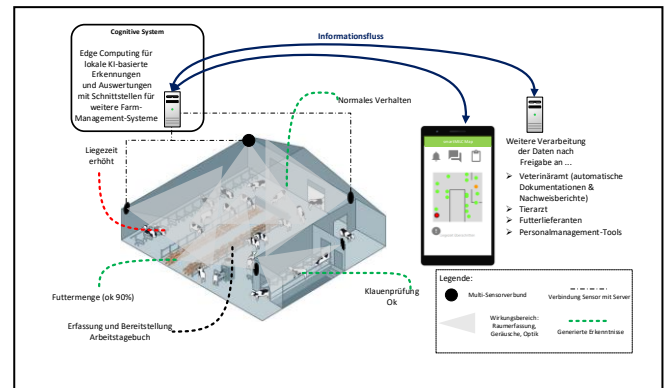 Cognitive System
Edge Computing für
lokale KI-basierte
Erkennungen
und Auswertungen
mit Schnittstellen für
weitere Farm-
Management-Systeme
Informationsfluss
Normales Verhalten
Liegezeit
erhöht
Futtermenge (ok 90%)
Erfassung und Bereitstellung
Arbeitstagebuch
Klauenprüfung
Ok
Weitere Verarbeitung
der Daten nach
Freigabe an ...
➢ Veterinäramt (automatische
Dokumentationen &
Nachweisberichte)
➢ Tierarzt
➢ Futterlieferanten
➢ Personalmanagement-Tools
Legende:
Multi-Sensorverbund
Verbindung Sensor mit Server
Wirkungsbereich:
Raumerfassung,
Geräusche, Optik
Generierte Erkenntnisse